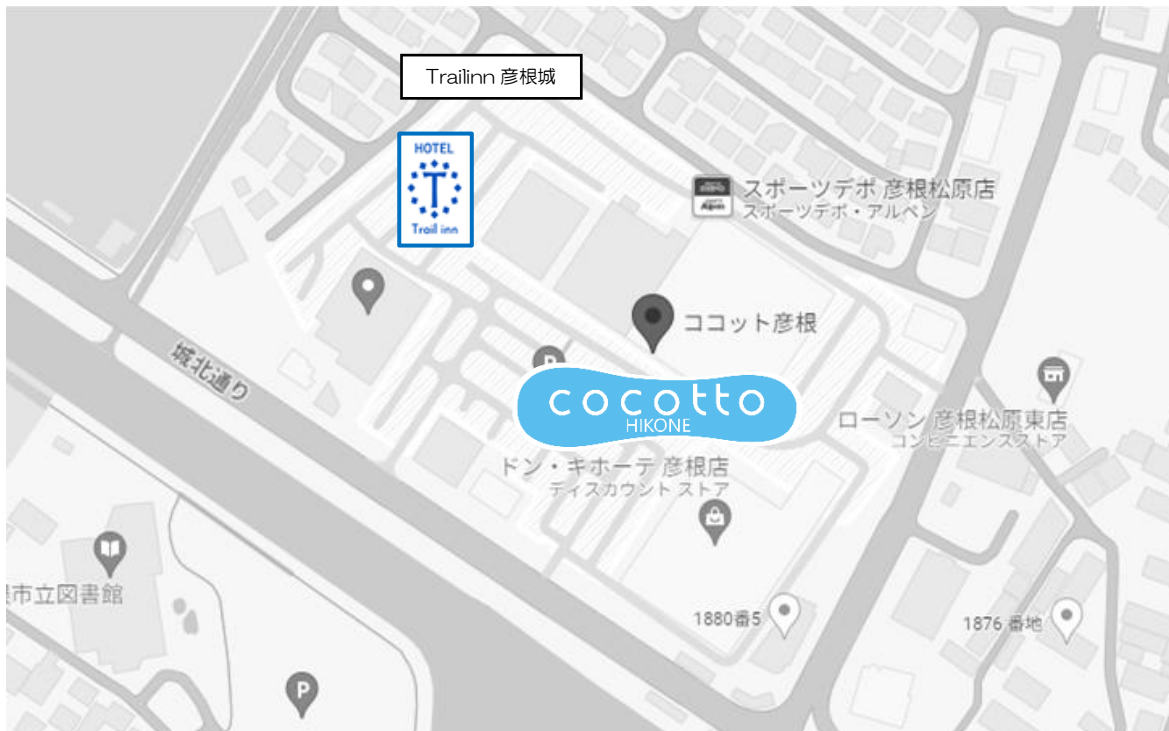 Trailinn 彦根城
HOTEL
T
Trail inn
スポーツデポ 彦根松原店
スポーツデポ・アルペン
ココット彦根
城北通り
P
cocotto
HIKONE
ローソン 彦根松原東店
コンビニエンスストア
ドン・キホーテ 彦根店
ディスカウント ストア
市立図書館
1880番5
1876 番地
P